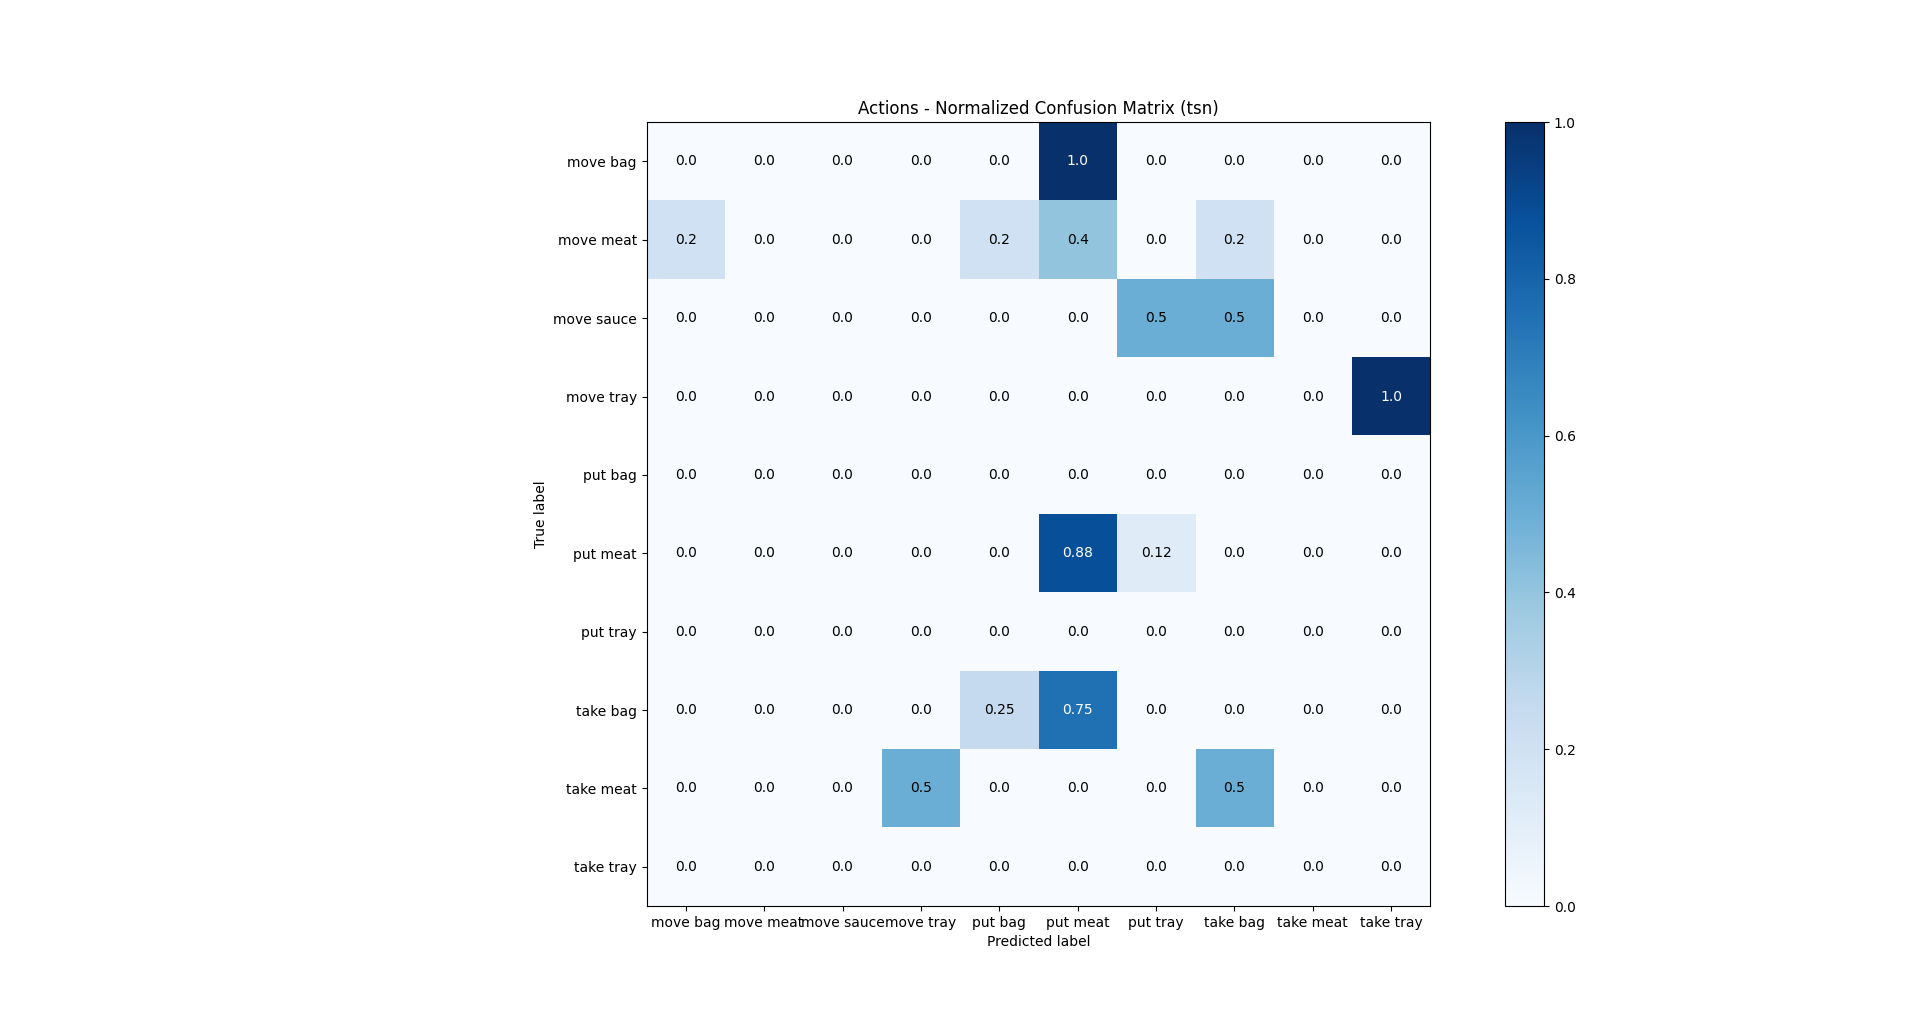 Actions - Normalized Confusion Matrix (tsn)
move bag 0.0 0.0 0.0 0.0 0.0 1.0 0.0 0.0 0.0 0.0
move meat 0.2 0.0 0.0 0.0 0.2 0.4 0.0 0.2 0.0 0.0
move sauce 0.0 0.0 0.0 0.0 0.0 0.0 0.5 0.5 0.0 0.0
move tray 0.0 0.0 0.0 0.0 0.0 0.0 0.0 0.0 0.0 1.0
put bag 0.0 0.0 0.0 0.0 0.0 0.0 0.0 0.0 0.0 0.0
put meat 0.0 0.0 0.0 0.0 0.0 0.88 0.12 0.0 0.0 0.0
put tray 0.0 0.0 0.0 0.0 0.0 0.0 0.0 0.0 0.0 0.0
take bag 0.0 0.0 0.0 0.0 0.25 0.75 0.0 0.0 0.0 0.0
take meat 0.0 0.0 0.0 0.5 0.0 0.0 0.0 0.5 0.0 0.0
take tray 0.0 0.0 0.0 0.0 0.0 0.0 0.0 0.0 0.0 0.0
move bag move meat move sauce move tray put bag put meat put tray take bag take meat take tray
Predicted label
True label
1.0
0.8
0.6
0.4
0.2
0.0